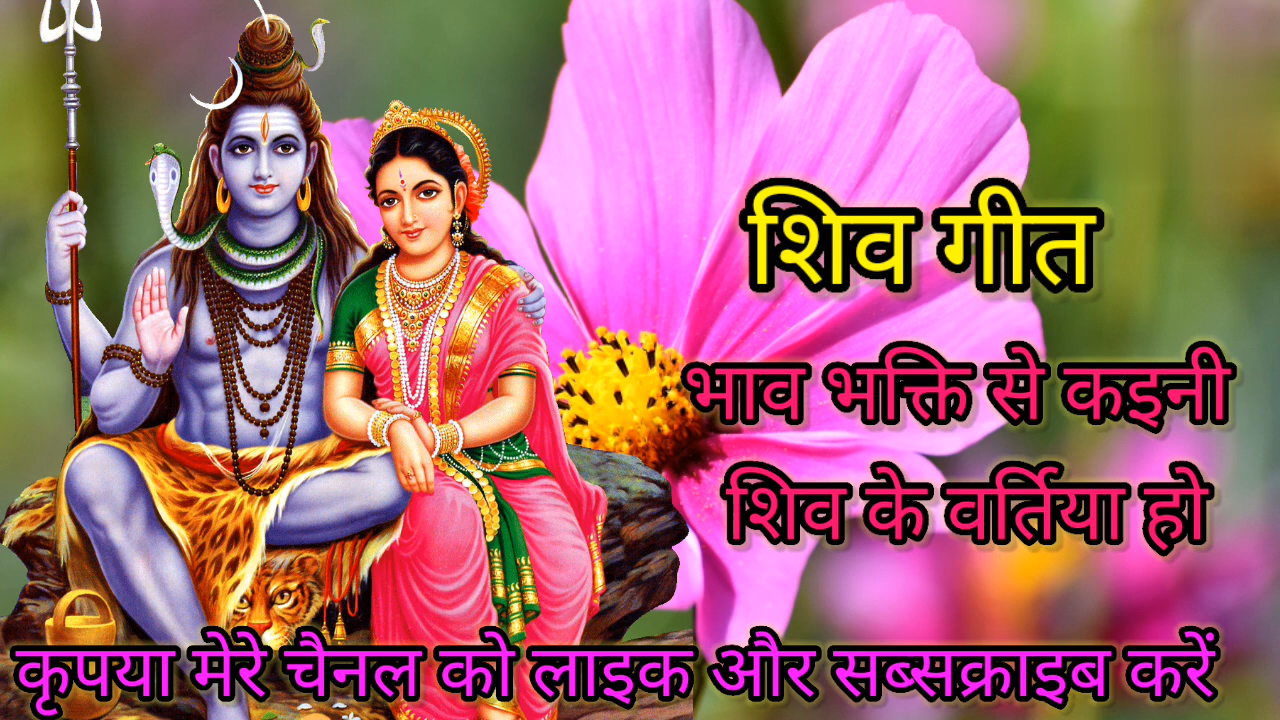 शिव गीत
भाव भक्ति से कइनी
शिव के वर्तिया हो
कृपया मेरे चैनल को लाइक और सब्सक्राइब करें